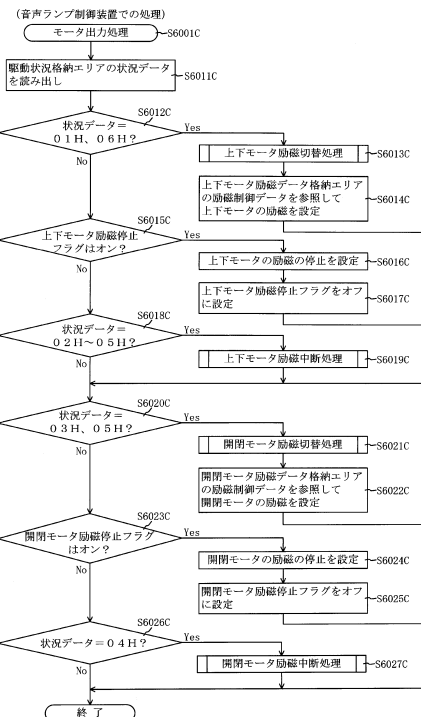 (音声ランプ制御装置での処理)
モータ出力処理
S6001C
駆動状況格納エリアの状況データ
を読み出し
S6011C
状況データ=
01H、06H?
S6012C
Yes
No
上下モータ励磁切替処理
S6013C
上下モータ励磁データ格納エリア
の励磁制御データを参照して
上下モータの励磁を設定
S6014C
上下モータ励磁停止
フラグはオン?
S6015C
Yes
No
上下モータの励磁の停止を設定
S6016C
上下モータ励磁停止フラグをオフ
に設定
S6017C
状況データ=
02H~05H?
S6018C
Yes
No
上下モータ励磁中断処理
S6019C
状況データ=
03H、05H?
S6020C
Yes
No
開閉モータ励磁切替処理
S6021C
開閉モータ励磁データ格納エリア
の励磁制御データを参照して
開閉モータの励磁を設定
S6022C
開閉モータ励磁停止フラグ
はオン?
S6023C
Yes
No
開閉モータの励磁の停止を設定
S6024C
開閉モータ励磁停止フラグをオフ
に設定
S6025C
状況データ=04H?
S6026C
Yes
No
開閉モータ励磁中断処理
S6027C
終了